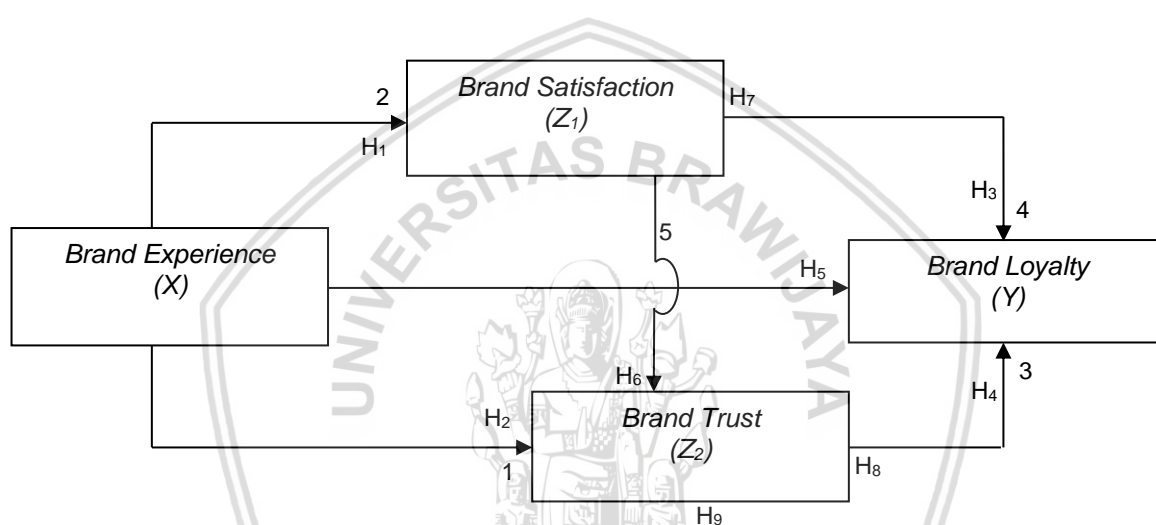 Brand Satisfaction
(Z1)
2
H1
H7
H3
4
UNIVERSITAS BRAWIJAYA
Brand Experience
(X)
5
H5
Brand Loyalty
(Y)
H6
H4
3
H2
1
Brand Trust
(Z2)
H8
H9